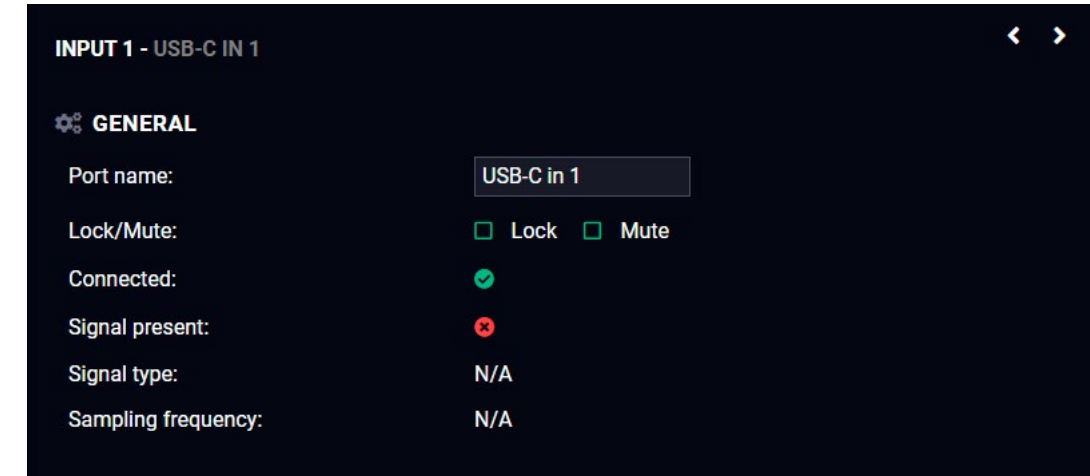 INPUT 1 - USB-C IN 1
GENERAL
Port name: USB-C in 1
Lock/Mute: Lock Mute
Connected:
Signal present:
Signal type: N/A
Sampling frequency: N/A